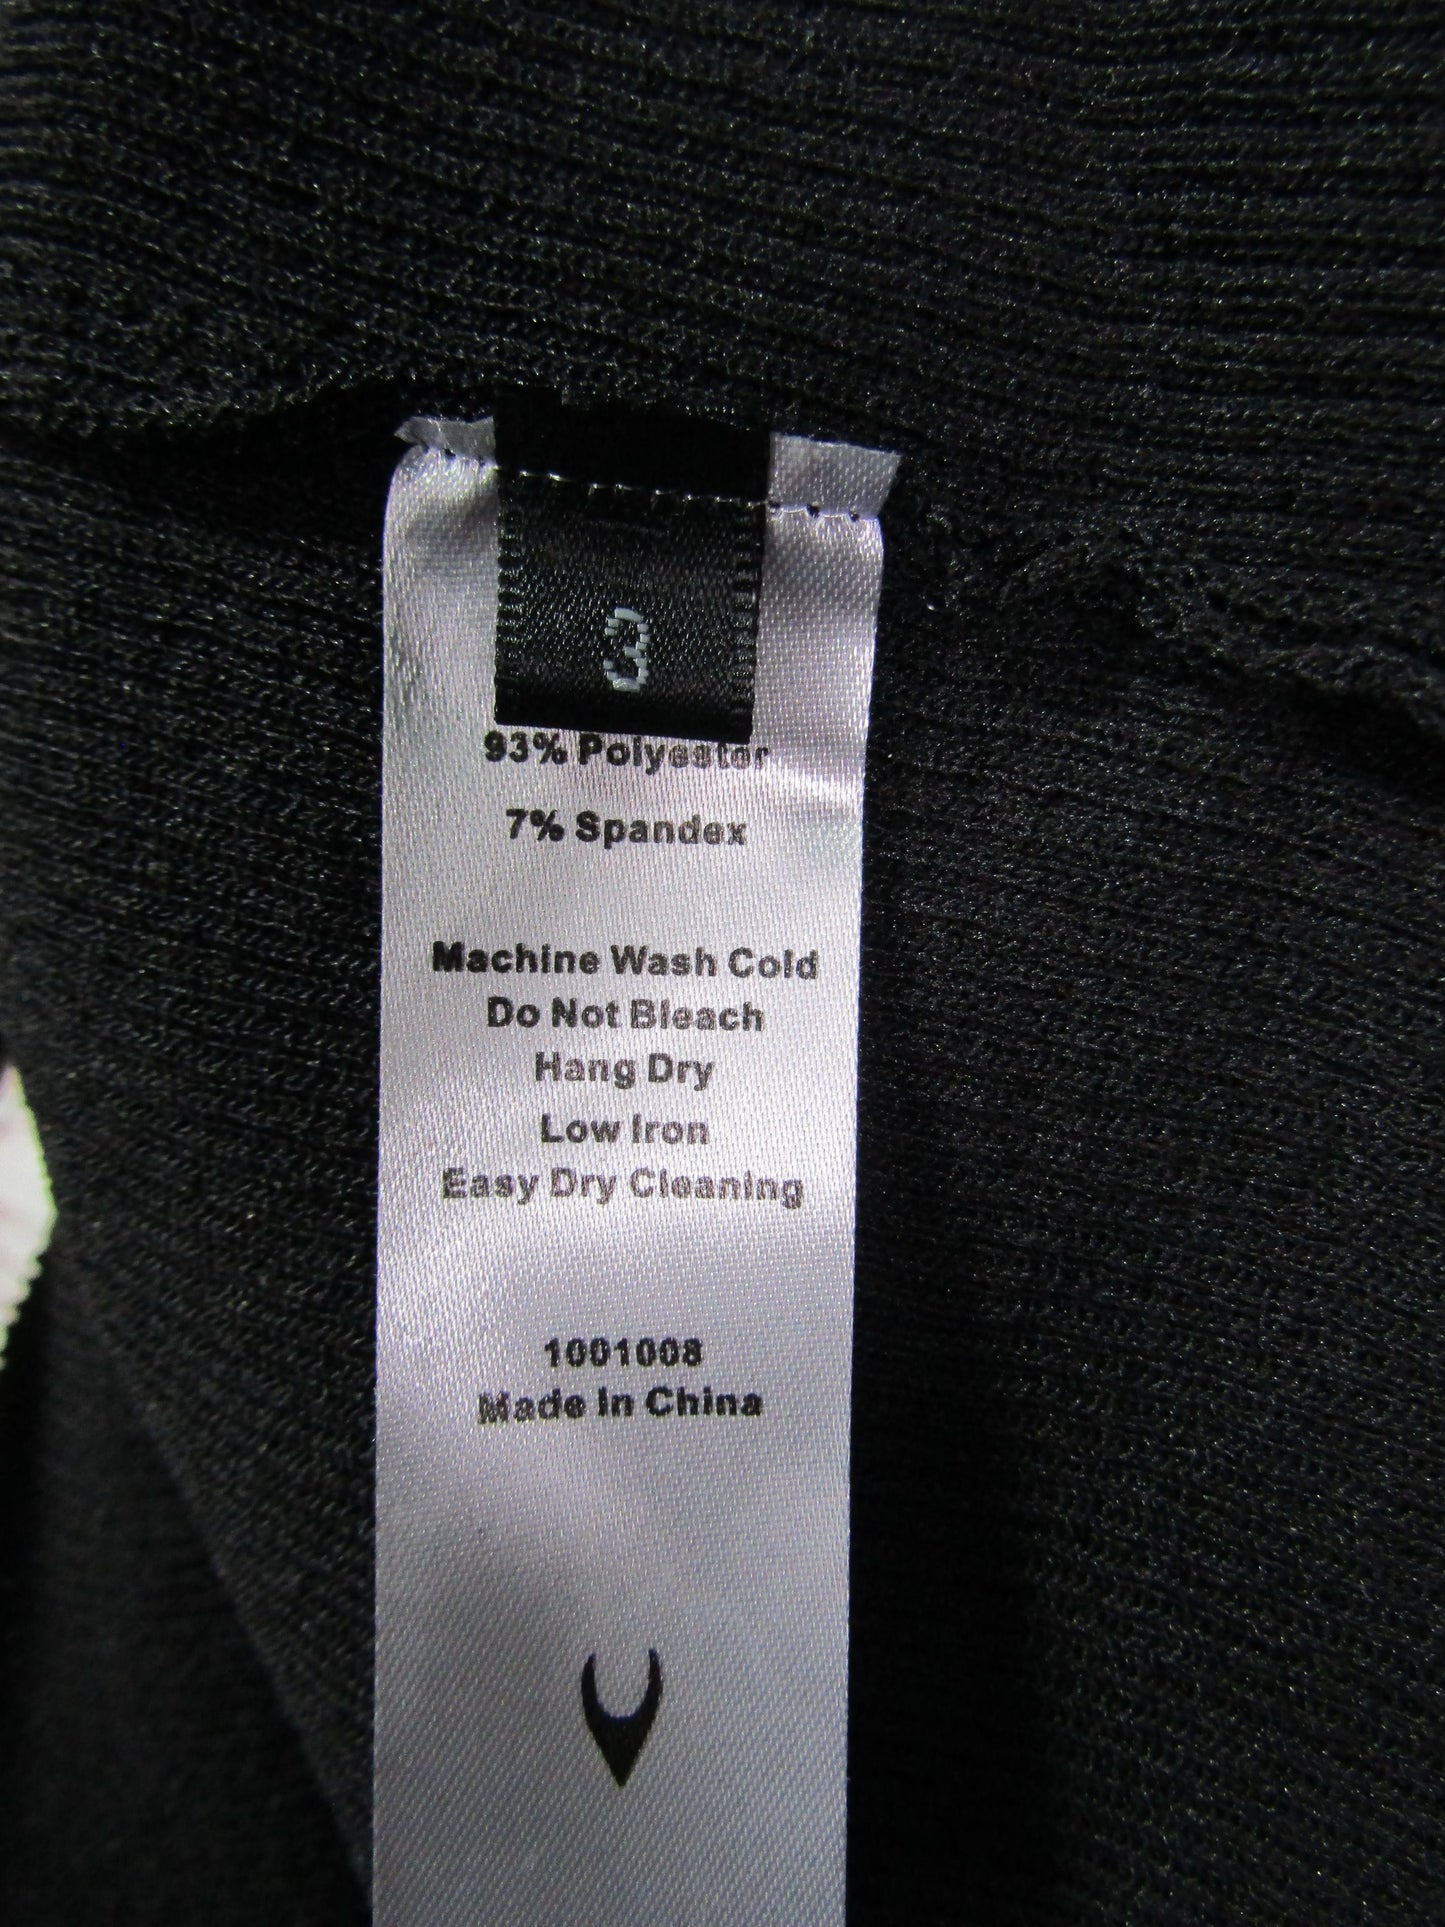 3
93% Polyester
7% Spandex
Machine Wash Cold
Do Not Bleach
Hang Dry
Low Iron
Easy Dry Cleaning
1001008
Made In China